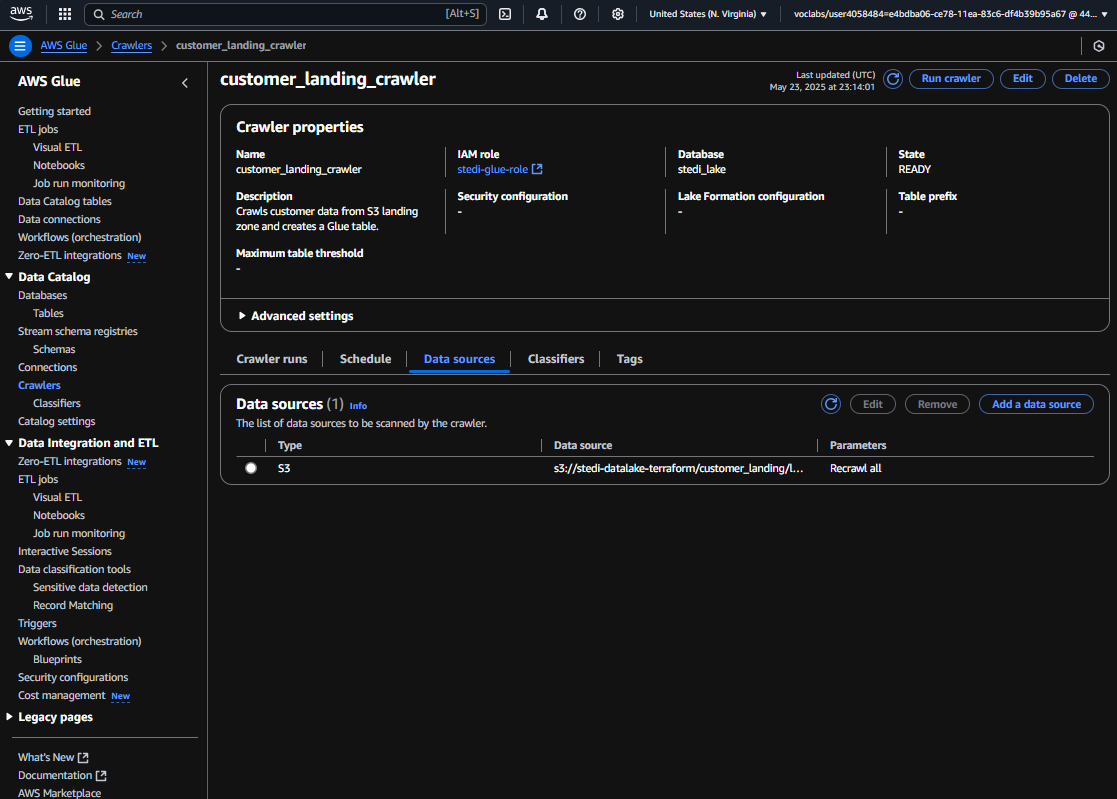 aws
Search
[Alt+S]
United States (N. Virginia)
voclabs/user4058484=e4bdba06-ce78-11ea-83c6-df4b39b95a67 @ 44...
AWS Glue
Crawlers
customer_landing_crawler
AWS Glue
Getting started
ETL jobs
Visual ETL
Notebooks
Job run monitoring
Data Catalog tables
Data connections
Workflows (orchestration)
Zero-ETL integrations New
Data Catalog
Databases
Tables
Stream schema registries
Schemas
Connections
Crawlers
Classifiers
Catalog settings
Data Integration and ETL
Zero-ETL integrations New
ETL jobs
Visual ETL
Notebooks
Job run monitoring
Interactive Sessions
Data classification tools
Sensitive data detection
Record Matching
Triggers
Workflows (orchestration)
Blueprints
Security configurations
Cost management New
Legacy pages
What's New
Documentation
AWS Marketplace
customer_landing_crawler
Last updated (UTC)
May 23, 2025 at 23:14:01
Run crawler
Edit
Delete
Crawler properties
Name
customer_landing_crawler
IAM role
stedi-glue-role
Database
stedi_lake
State
READY
Description
Crawls customer data from S3 landing
zone and creates a Glue table.
Security configuration
-
Lake Formation configuration
-
Table prefix
-
Maximum table threshold
-
Advanced settings
Crawler runs
Schedule
Data sources
Classifiers
Tags
Data sources (1) Info
The list of data sources to be scanned by the crawler.
Edit
Remove
Add a data source
Type
Data source
Parameters
S3
s3://stedi-datalake-terraform/customer_landing/l...
Recrawl all